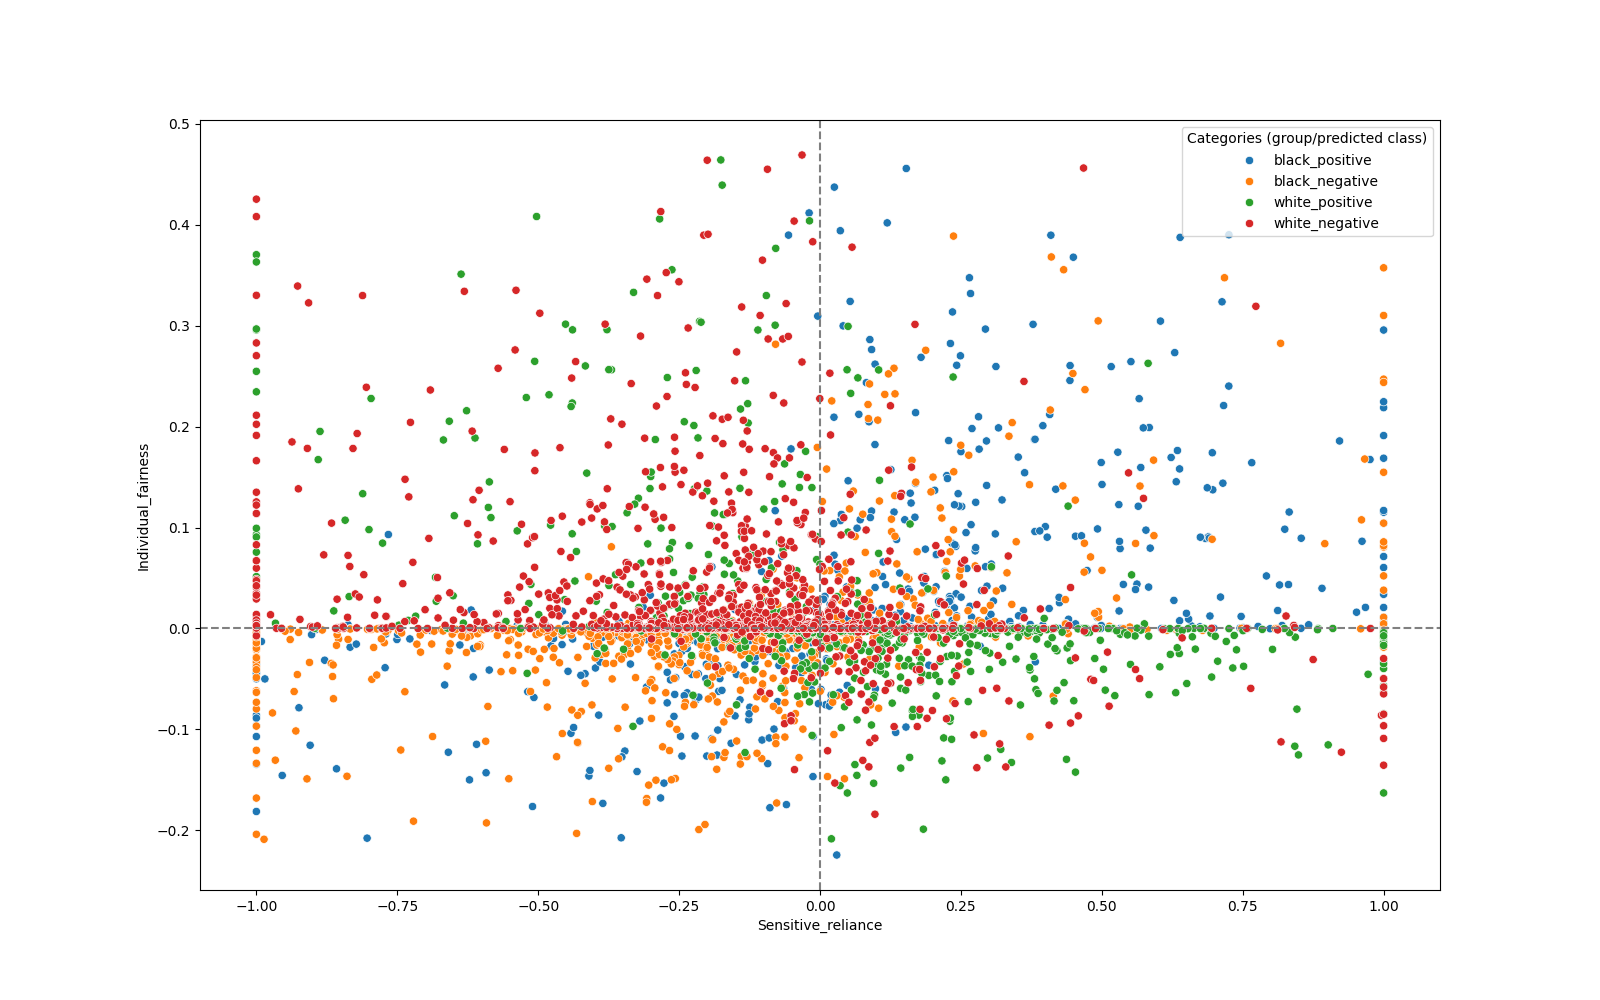 Categories (group/predicted class)
black_positive
black_negative
white_positive
white_negative
0.5
0.4
0.3
0.2
0.1
0.0
−0.1
−0.2
Individual_fairness
−1.00
−0.75
−0.50
−0.25
0.00
0.25
0.50
0.75
1.00
Sensitive_reliance